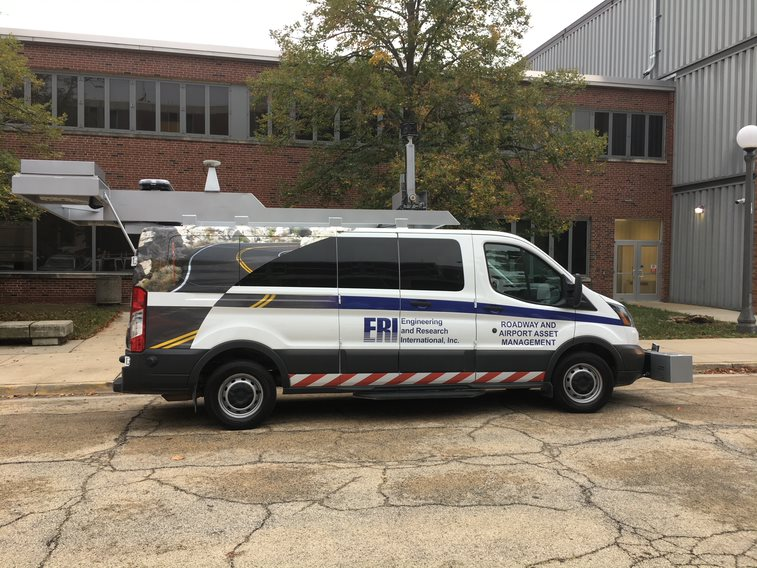 ERI
Engineering
and Research
International, Inc.
ROADWAY AND
AIRPORT ASSET
MANAGEMENT